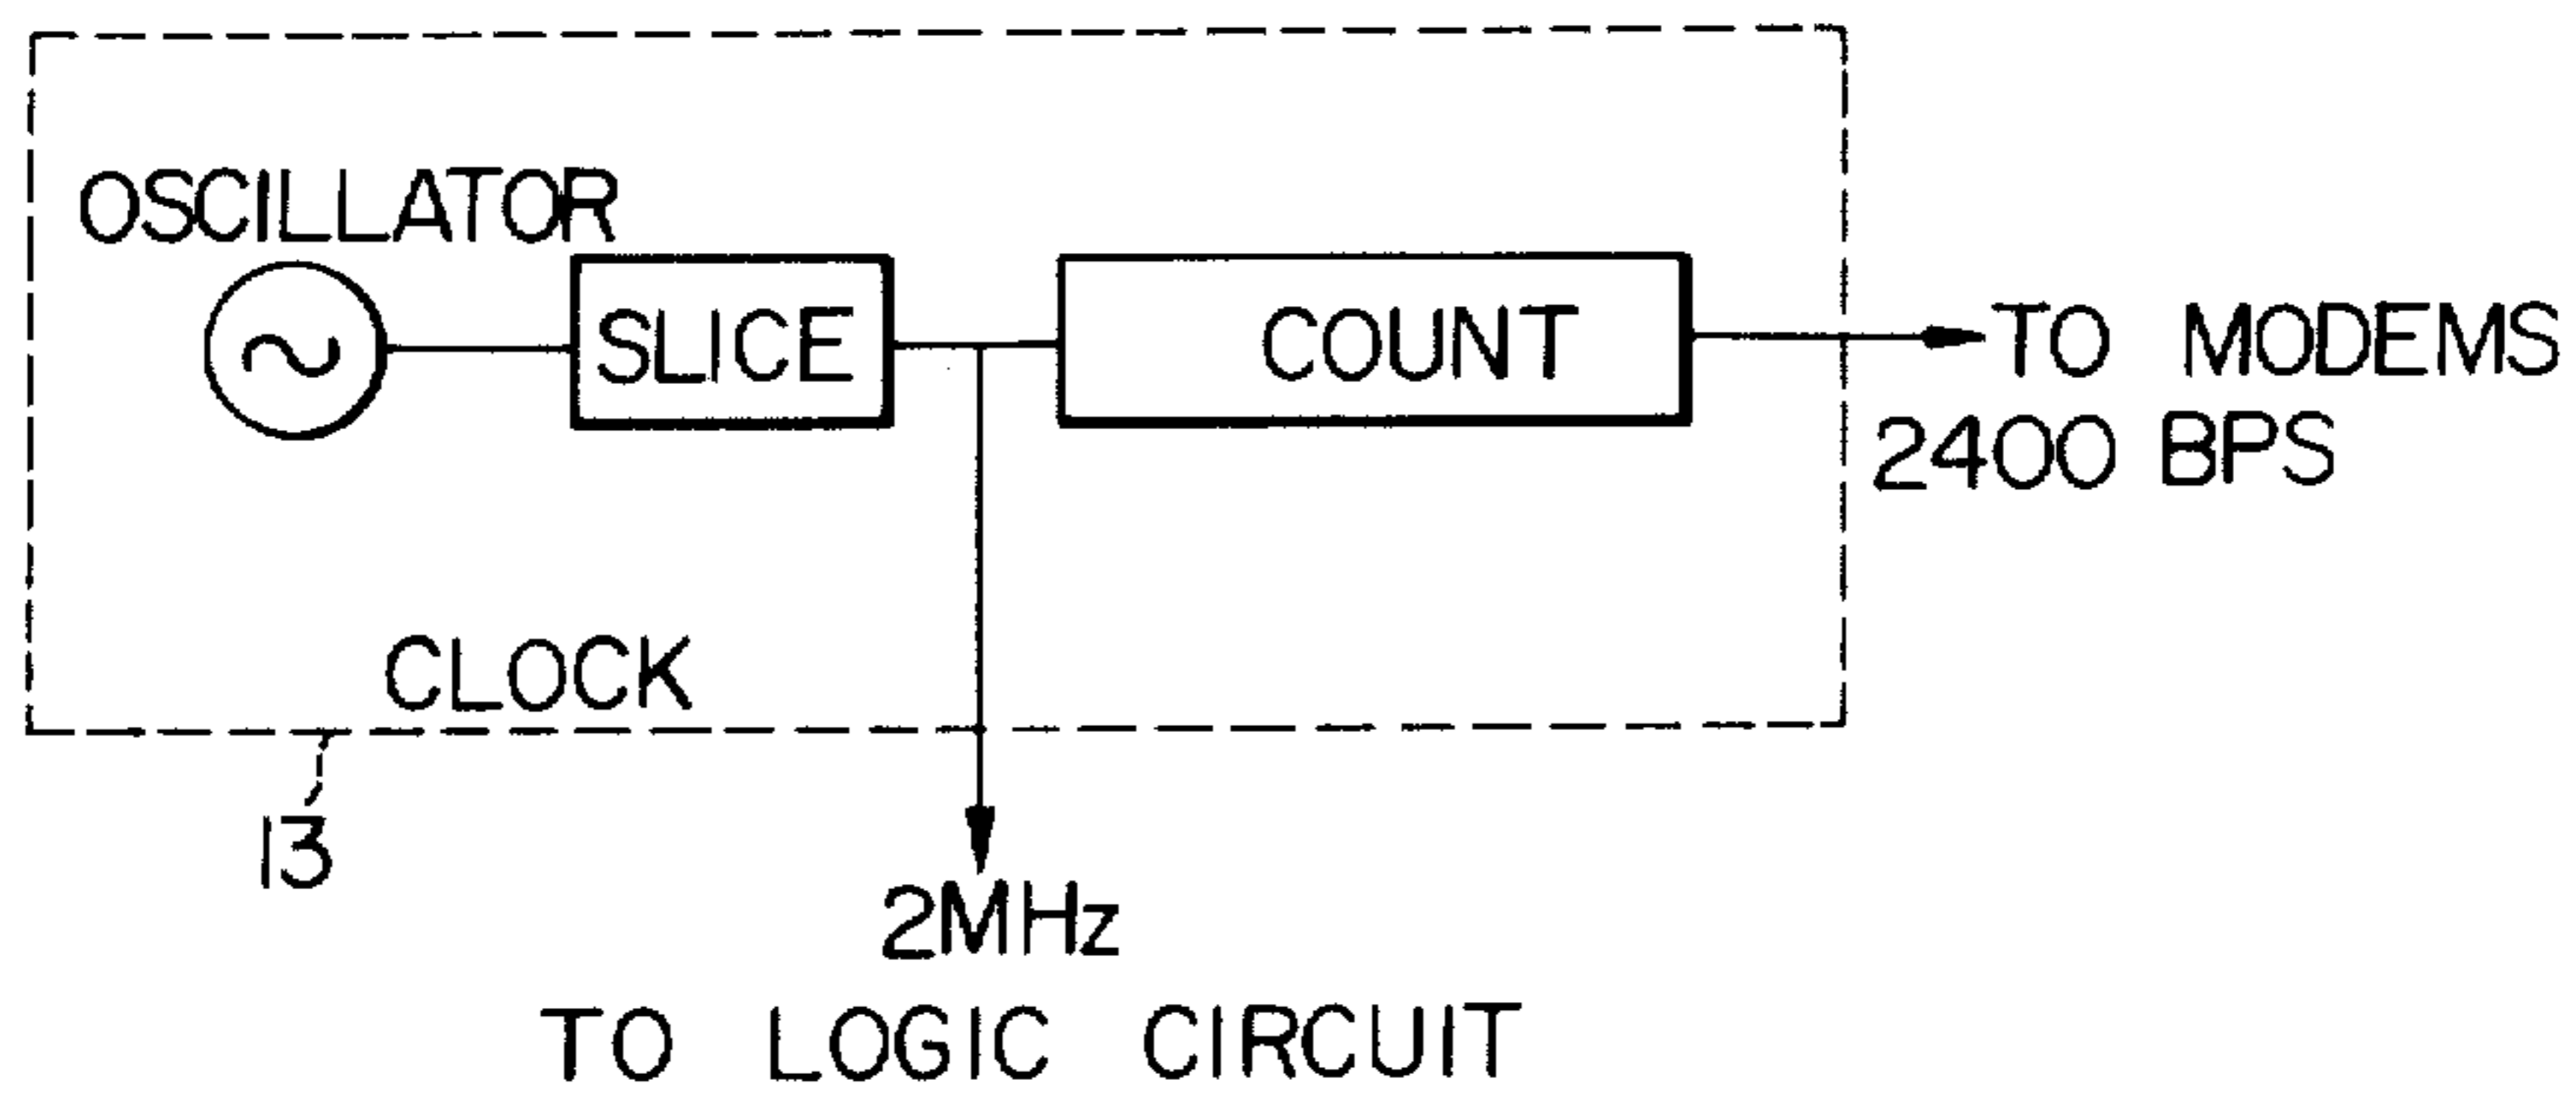 OSCILLATOR
SLICE
COUNT
TO MODEMS
2400 BPS
CLOCK
13
2MHz
TO LOGIC CIRCUIT